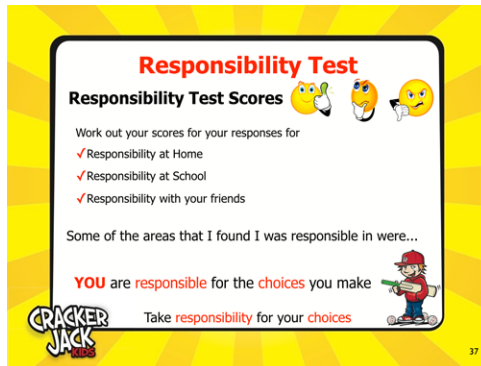 Responsibility Test
Responsibility Test Scores
Work out your scores for your responses for
✓Responsibility at Home
✓Responsibility at School
✓Responsibility with your friends
Some of the areas that I found I was responsible in were...
YOU are responsible for the choices you make
Take responsibility for your choices
CRACKER
JACK
KIDS
37